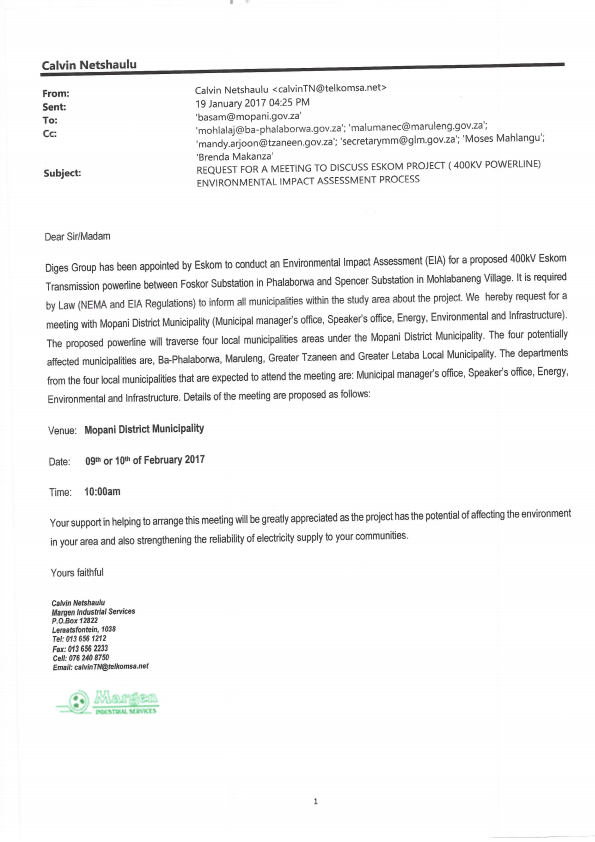 Calvin Netshaulu
From: Calvin Netshaulu <calvinTN@telkomsa.net>
Sent: 19 January 2017 04:25 PM
To: 'basam@mopani.gov.za'
Cc: 'mohlalaj@ba-phalaborwa.gov.za'; 'malumanec@maruleng.gov.za';
'mandy.arjoon@tzaneen.gov.za'; 'secretarymm@glm.gov.za'; 'Moses Mahlangu';
'Brenda Makanza'
Subject: REQUEST FOR A MEETING TO DISCUSS ESKOM PROJECT ( 400KV POWERLINE)
ENVIRONMENTAL IMPACT ASSESSMENT PROCESS
Dear Sir/Madam
Diges Group has been appointed by Eskom to conduct an Environmental Impact Assessment (EIA) for a proposed 400kV Eskom
Transmission powerline between Foskor Substation in Phalaborwa and Spencer Substation in Mohlabaneng Village. It is required
by Law (NEMA and EIA Regulations) to inform all municipalities within the study area about the project. We hereby request for a
meeting with Mopani District Municipality (Municipal manager's office, Speaker's office, Energy, Environmental and Infrastructure).
The proposed powerline will traverse four local municipalities areas under the Mopani District Municipality. The four potentially
affected municipalities are, Ba-Phalaborwa, Maruleng, Greater Tzaneen and Greater Letaba Local Municipality. The departments
from the four local municipalities that are expected to attend the meeting are: Municipal manager's office, Speaker's office, Energy,
Environmental and Infrastructure. Details of the meeting are proposed as follows:
Venue: Mopani District Municipality
Date: 09th or 10th of February 2017
Time: 10:00am
Your support in helping to arrange this meeting will be greatly appreciated as the project has the potential of affecting the environment
in your area and also strengthening the reliability of electricity supply to your communities.
Yours faithful
Calvin Netshaulu
Margen Industrial Services
P.O.Box 12822
Leraatsfontein, 1038
Tel: 013 656 1212
Fax: 013 656 2233
Cell: 076 240 8750
Email: calvinTN@telkomsa.net
Margen
INDUSTRIAL SERVICES
1